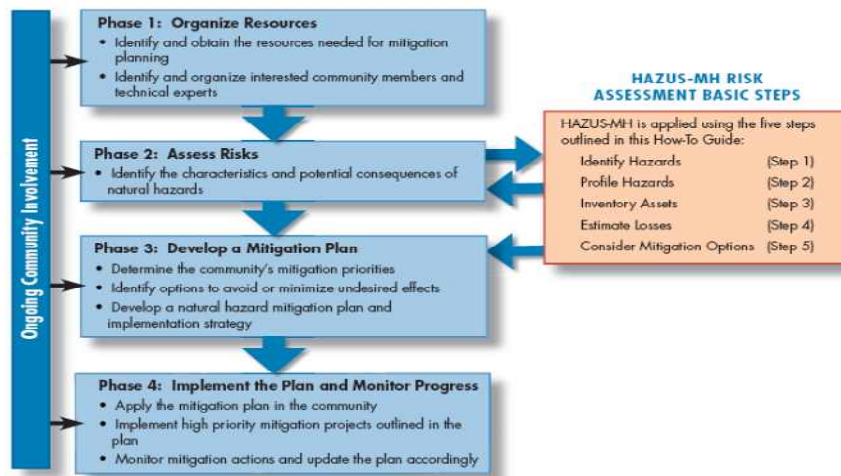 Ongoing Community Involvement
Phase 1: Organize Resources
• Identify and obtain the resources needed for mitigation
planning
• Identify and organize interested community members and
technical experts
Phase 2: Assess Risks
• Identify the characteristics and potential consequences of
natural hazards
Phase 3: Develop a Mitigation Plan
• Determine the community's mitigation priorities
• Identify options to avoid or minimize undesired effects
• Develop a natural hazard mitigation plan and
implementation strategy
Phase 4: Implement the Plan and Monitor Progress
• Apply the mitigation plan in the community
• Implement high priority mitigation projects outlined in the
plan
• Monitor mitigation actions and update the plan accordingly
HAZUS-MH RISK
ASSESSMENT BASIC STEPS
HAZUS-MH is applied using the five steps
outlined in this How-To Guide:
Identify Hazards (Step 1)
Profile Hazards (Step 2)
Inventory Assets (Step 3)
Estimate Losses (Step 4)
Consider Mitigation Options (Step 5)